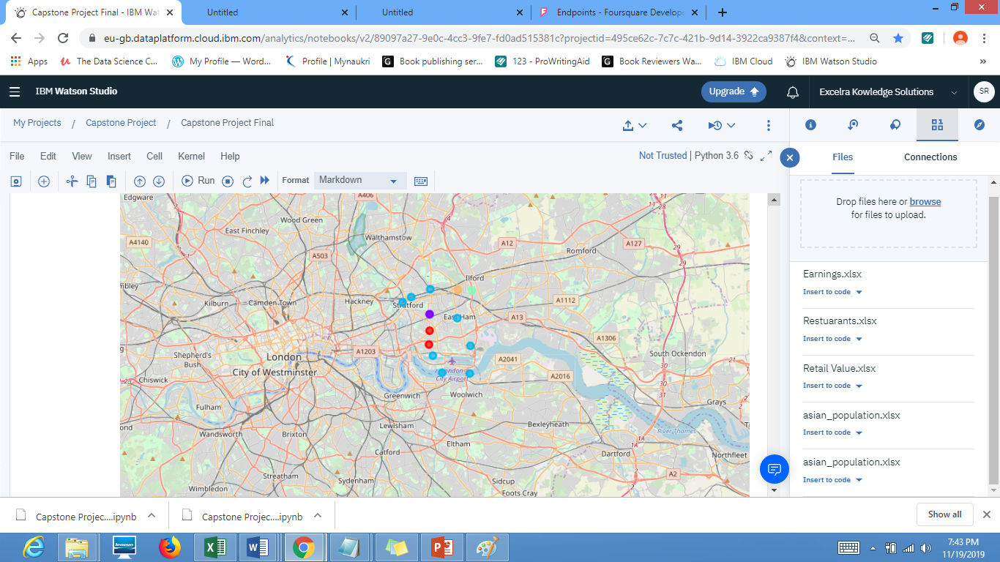 Capstone Project Final - IBM Wat
Untitled
Untitled
Endpoints - Foursquare Develope
eu-gb.dataplatform.cloud.ibm.com/analytics/notebooks/v2/89097a27-9e0c-4cc3-9fe7-fd0ad515381c?projectid=495ce62c-7c7c-421b-9d14-3922ca9387f4&context=...
Apps
The Data Science C...
My Profile — Word...
Profile | Mynaukri
Book publishing ser...
123 - ProWritingAid
Book Reviewers Wa...
IBM Cloud
IBM Watson Studio
IBM Watson Studio
Upgrade
Excelra Kowledge Solutions
SR
My Projects / Capstone Project / Capstone Project Final
File Edit View Insert Cell Kernel Help
Not Trusted | Python 3.6
Run
Format
Markdown
Files
Connections
Drop files here or browse
for files to upload.
Earnings.xlsx
Insert to code
Restuarants.xlsx
Insert to code
Retail Value.xlsx
Insert to code
asian_population.xlsx
Insert to code
asian_population.xlsx
Insert to code
Edgware
A406
11
28
Wood Green
East Finchley
Walthamstow
A4140
A12
A127
29
A503
Romford
29
Ilford
mbley
Kilburn
Camden Town
Hackney
Stratford
A1112
East Ham
A13
A1306
Shepherd's
Bush
London
A1203
A2041
South Ockendon
21
City of Westminster
London
City Airport
A2016
30
Chiswick
30
31
Greenwich
Woolwich
Grays
Fulham
Lewisham
Bexleyheath
River Thames
ond
Wandsworth
Brixton
Eltham
1A
Catford
Dartford
Northfleet
Streatham
A2
Sydenham
Sidcup
Wimbledon
Foots Cray
Capstone Projec....ipynb
Capstone Projec....ipynb
Show all
lenovo
7:43 PM
11/19/2019